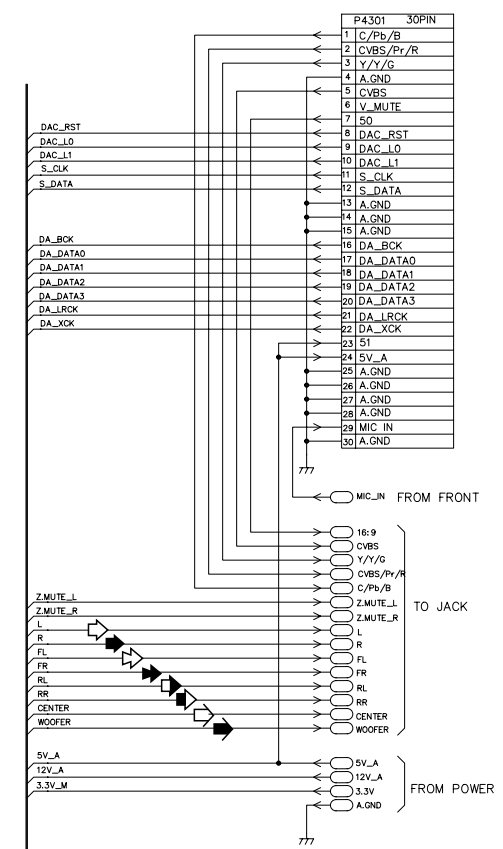 P4301 30PIN
1 C/Pb/B
2 CVBS/Pr/R
3 Y/Y/G
4 A.GND
5 CVBS
6 V_MUTE
7 50
DAC_RST 8 DAC_RST
DAC_L0 9 DAC_L0
DAC_L1 10 DAC_L1
S_CLK 11 S_CLK
S_DATA 12 S_DATA
13 A.GND
14 A.GND
15 A.GND
DA_BCK 16 DA_BCK
DA_DATA0 17 DA_DATA0
DA_DATA1 18 DA_DATA1
DA_DATA2 19 DA_DATA2
DA_DATA3 20 DA_DATA3
DA_LRCK 21 DA_LRCK
DA_XCK 22 DA_XCK
23 51
24 5V_A
25 A.GND
26 A.GND
27 A.GND
28 A.GND
29 MIC IN
30 A.GND
MIC_IN FROM FRONT
16:9
CVBS
Y/Y/G
CVBS/Pr/R
C/Pb/B
Z.MUTE_L Z.MUTE_L
TO JACK
Z.MUTE_R Z.MUTE_R
L L
R R
FL FL
FR FR
RL RL
RR RR
CENTER CENTER
WOOFER WOOFER
5V_A 5V_A
12V_A 12V_A
3.3V_M 3.3V
FROM POWER
A.GND